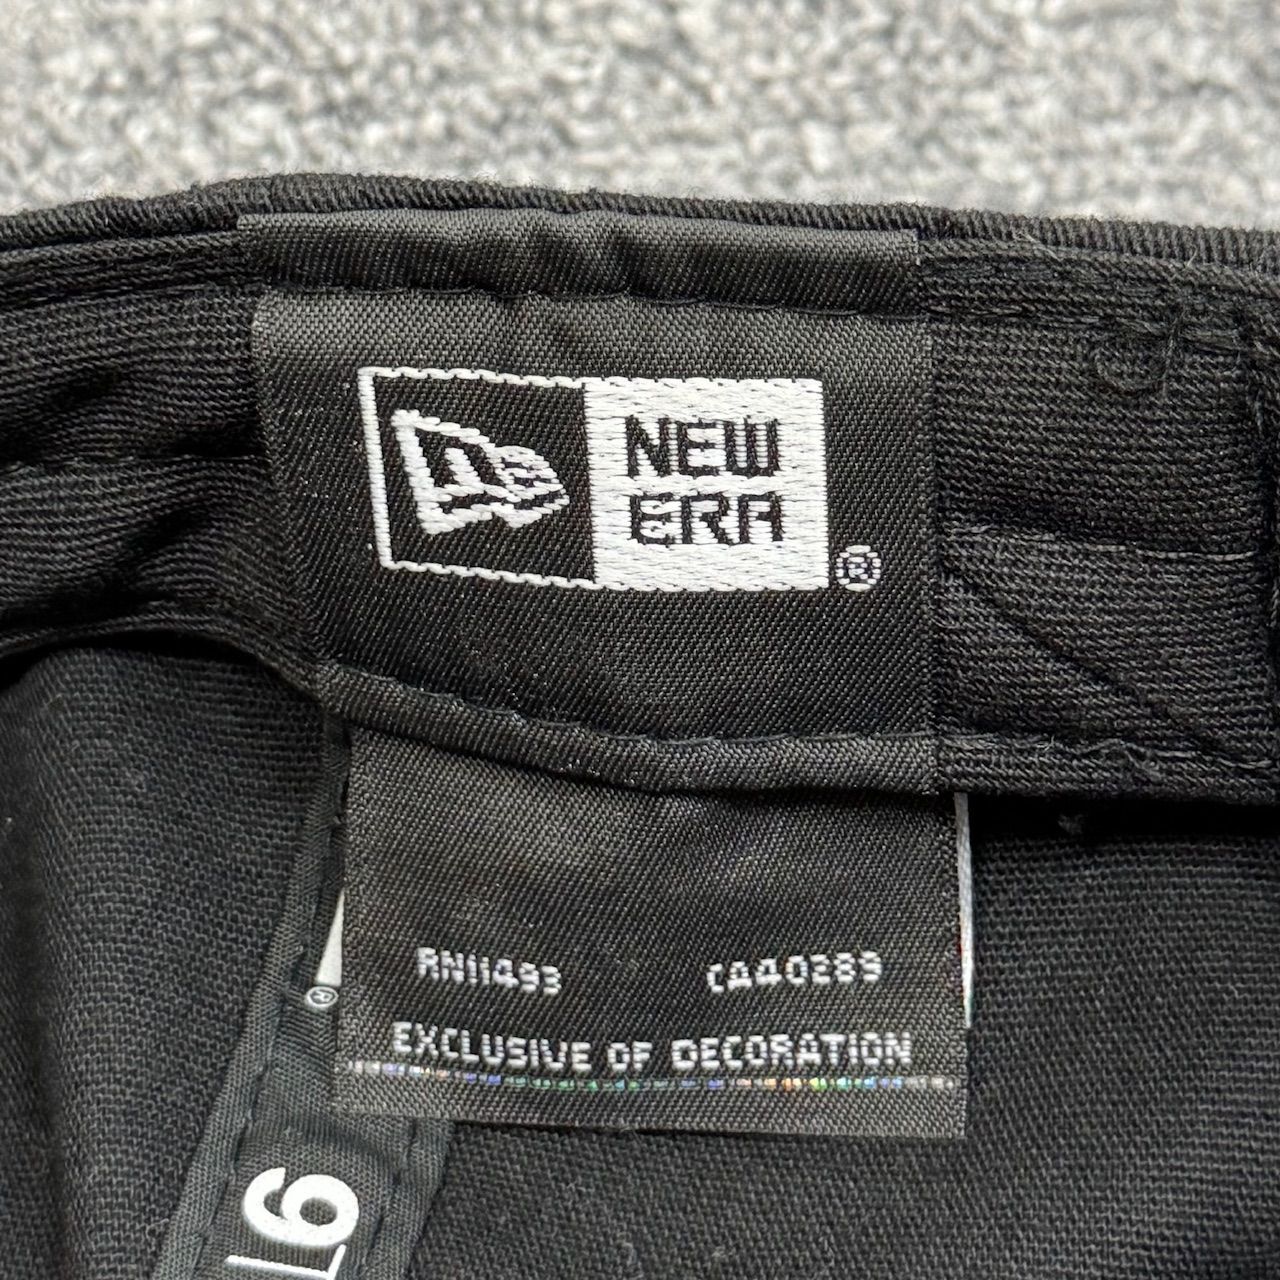 NEW
ERA
®
RN11493 CA40289
EXCLUSIVE OF DECORATION
®